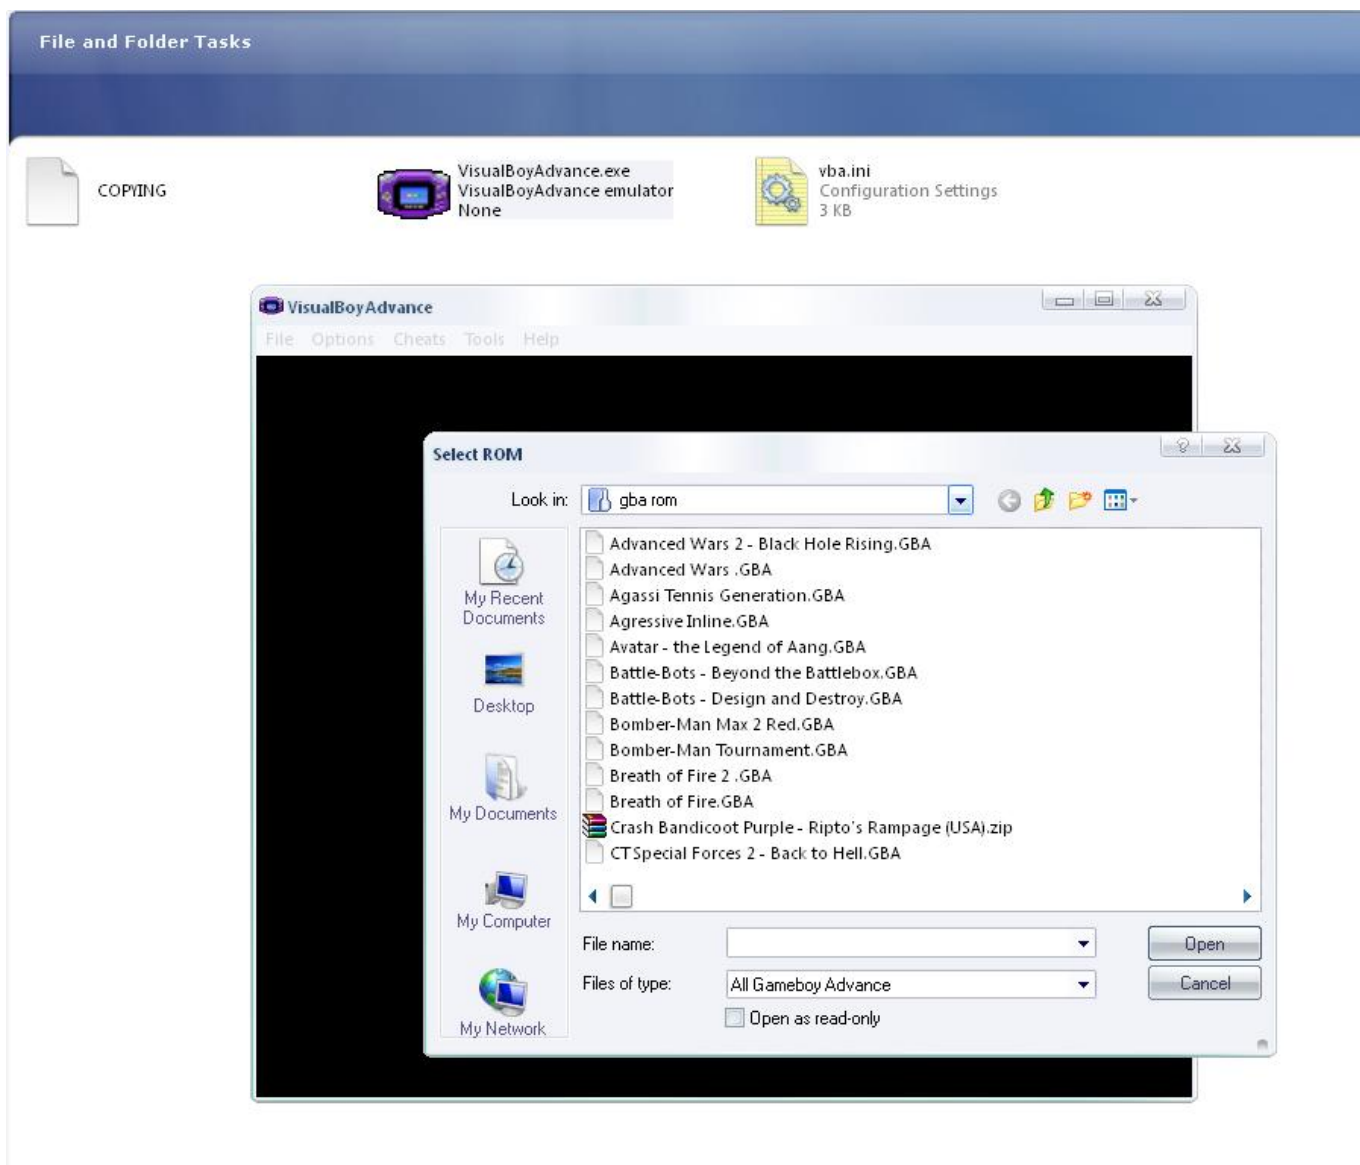 File and Folder Tasks
COPYING
VisualBoyAdvance.exe
VisualBoyAdvance emulator
None
vba.ini
Configuration Settings
3 KB
VisualBoyAdvance
File Options Cheats Tools Help
Select ROM
Look in: gba rom
My Recent
Documents
Desktop
My Documents
My Computer
My Network
Advanced Wars 2 - Black Hole Rising.GBA
Advanced Wars .GBA
Agassi Tennis Generation.GBA
Agressive Inline.GBA
Avatar - the Legend of Aang.GBA
Battle-Bots - Beyond the Battlebox.GBA
Battle-Bots - Design and Destroy.GBA
Bomber-Man Max 2 Red.GBA
Bomber-Man Tournament.GBA
Breath of Fire 2 .GBA
Breath of Fire.GBA
Crash Bandicoot Purple - Ripto's Rampage (USA).zip
CT Special Forces 2 - Back to Hell.GBA
File name:
Open
Files of type: All Gameboy Advance
Cancel
Open as read-only